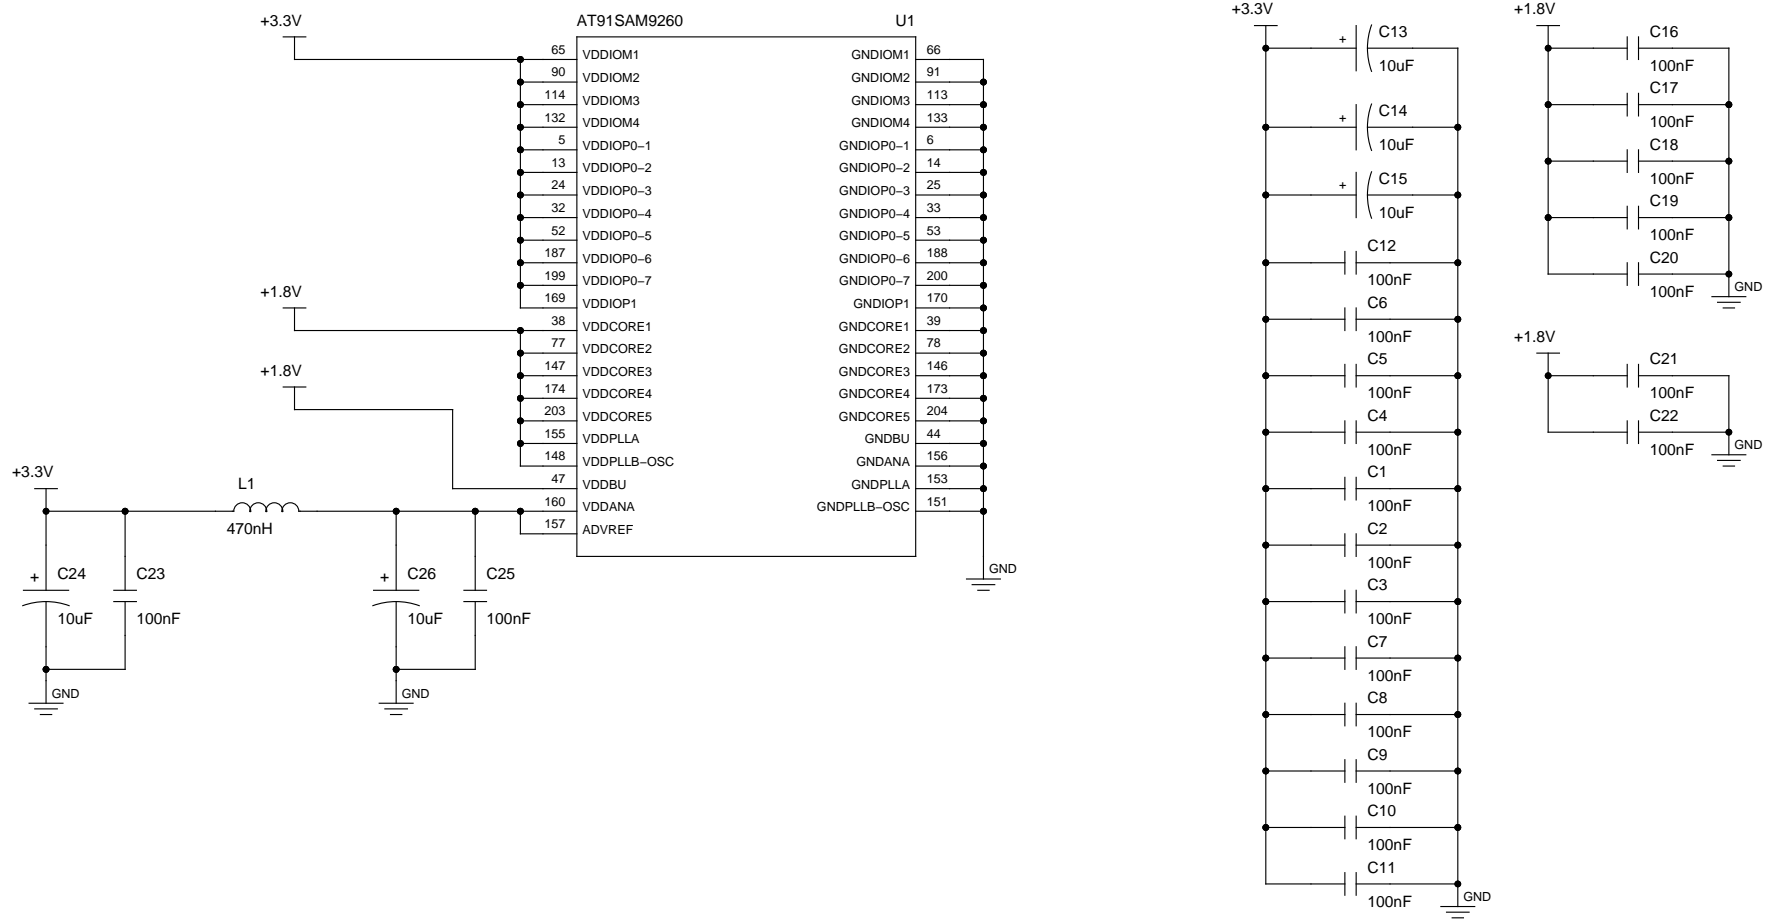 +3.3V
AT91SAM9260 U1
65 VDDIOM1 GNDIOM1 66
90 VDDIOM2 GNDIOM2 91
114 VDDIOM3 GNDIOM3 113
132 VDDIOM4 GNDIOM4 133
5 VDDIOP0–1 GNDIOP0–1 6
13 VDDIOP0–2 GNDIOP0–2 14
24 VDDIOP0–3 GNDIOP0–3 25
32 VDDIOP0–4 GNDIOP0–4 33
52 VDDIOP0–5 GNDIOP0–5 53
187 VDDIOP0–6 GNDIOP0–6 188
199 VDDIOP0–7 GNDIOP0–7 200
169 VDDIOP1 GNDIOP1 170
+1.8V
38 VDDCORE1 GNDCORE1 39
77 VDDCORE2 GNDCORE2 78
147 VDDCORE3 GNDCORE3 146
+1.8V
174 VDDCORE4 GNDCORE4 173
203 VDDCORE5 GNDCORE5 204
155 VDDPLLA GNDBU 44
148 VDDPLLB–OSC GNDANA 156
47 VDDBU GNDPLLA 153
160 VDDANA GNDPLLB–OSC 151
157 ADVREF
GND
+3.3V
L1
470nH
+ C24
10uF
C23
100nF
GND
+ C26
10uF
C25
100nF
GND
+3.3V
+ C13
10uF
+ C14
10uF
+ C15
10uF
C12
100nF
C6
100nF
C5
100nF
C4
100nF
C1
100nF
C2
100nF
C3
100nF
C7
100nF
C8
100nF
C9
100nF
C10
100nF
C11
100nF
GND
+1.8V
C16
100nF
C17
100nF
C18
100nF
C19
100nF
C20
100nF
GND
+1.8V
C21
100nF
C22
100nF
GND